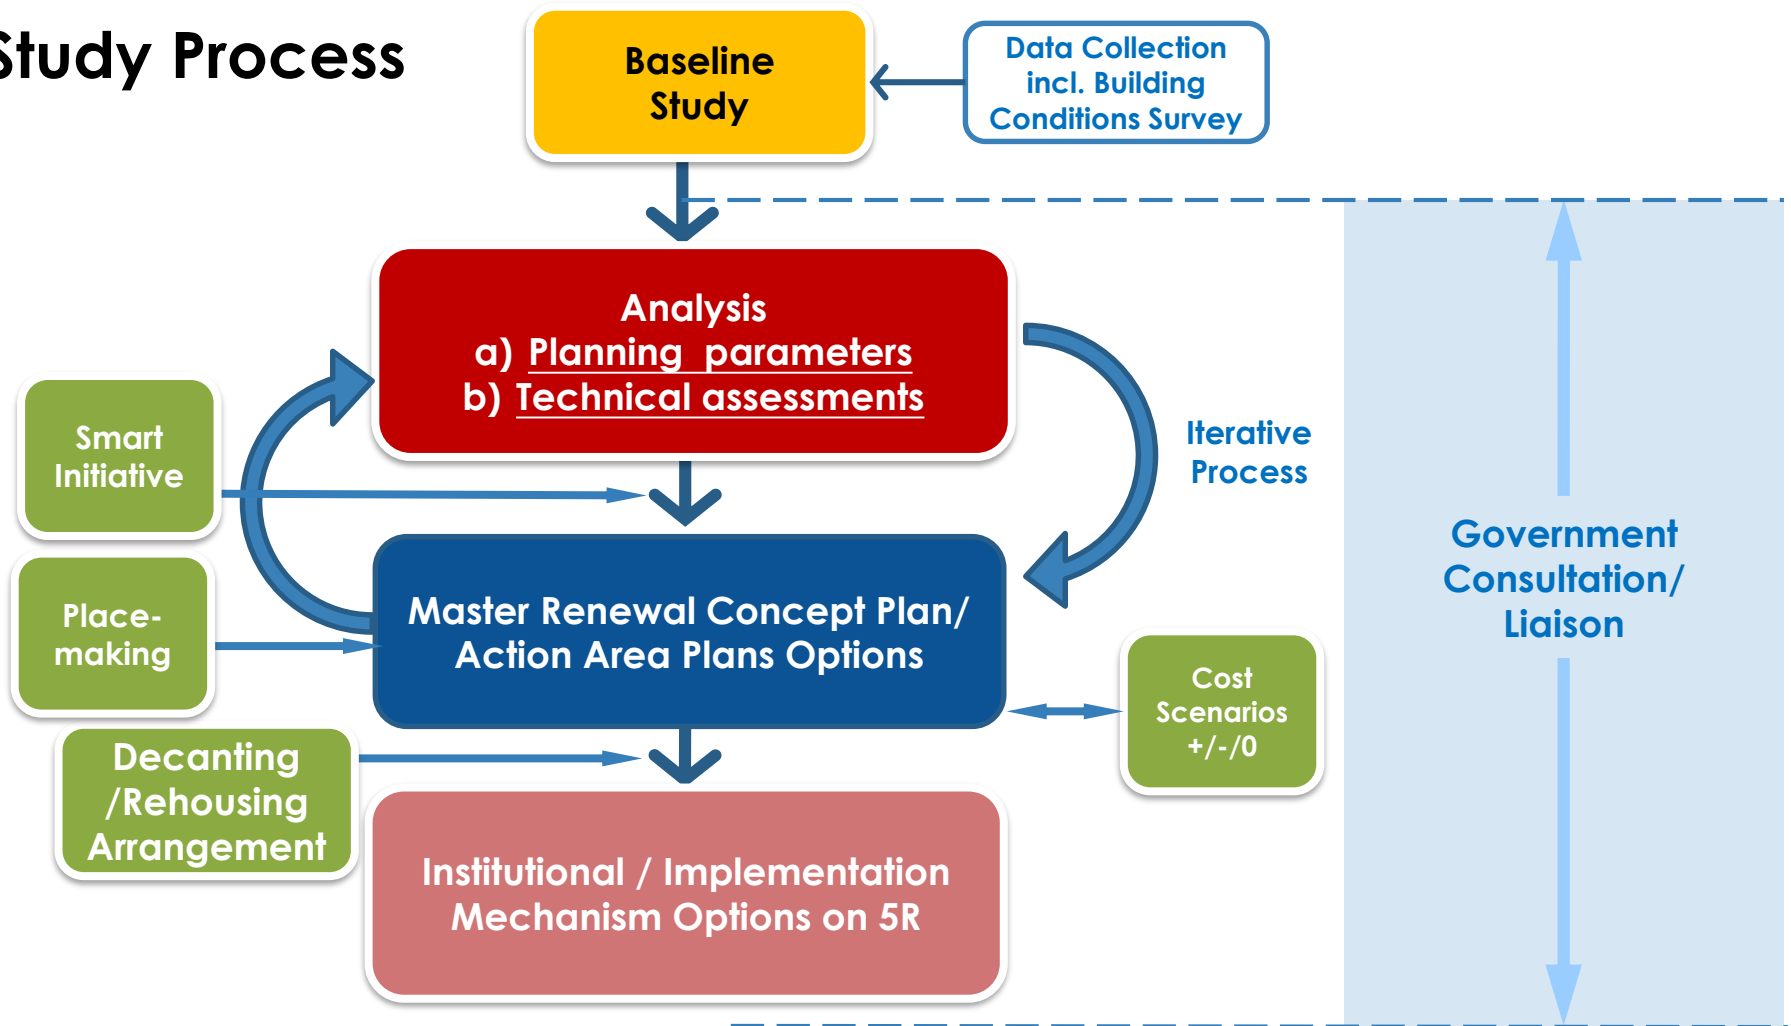 Study Process
Baseline
Study
Data Collection
incl. Building
Conditions Survey
Analysis
a) Planning parameters
b) Technical assessments
Smart
Initiative
Iterative
Process
Place-
making
Master Renewal Concept Plan/
Action Area Plans Options
Government
Consultation/
Liaison
Cost
Scenarios
+/-/0
Decanting
/Rehousing
Arrangement
Institutional / Implementation
Mechanism Options on 5R